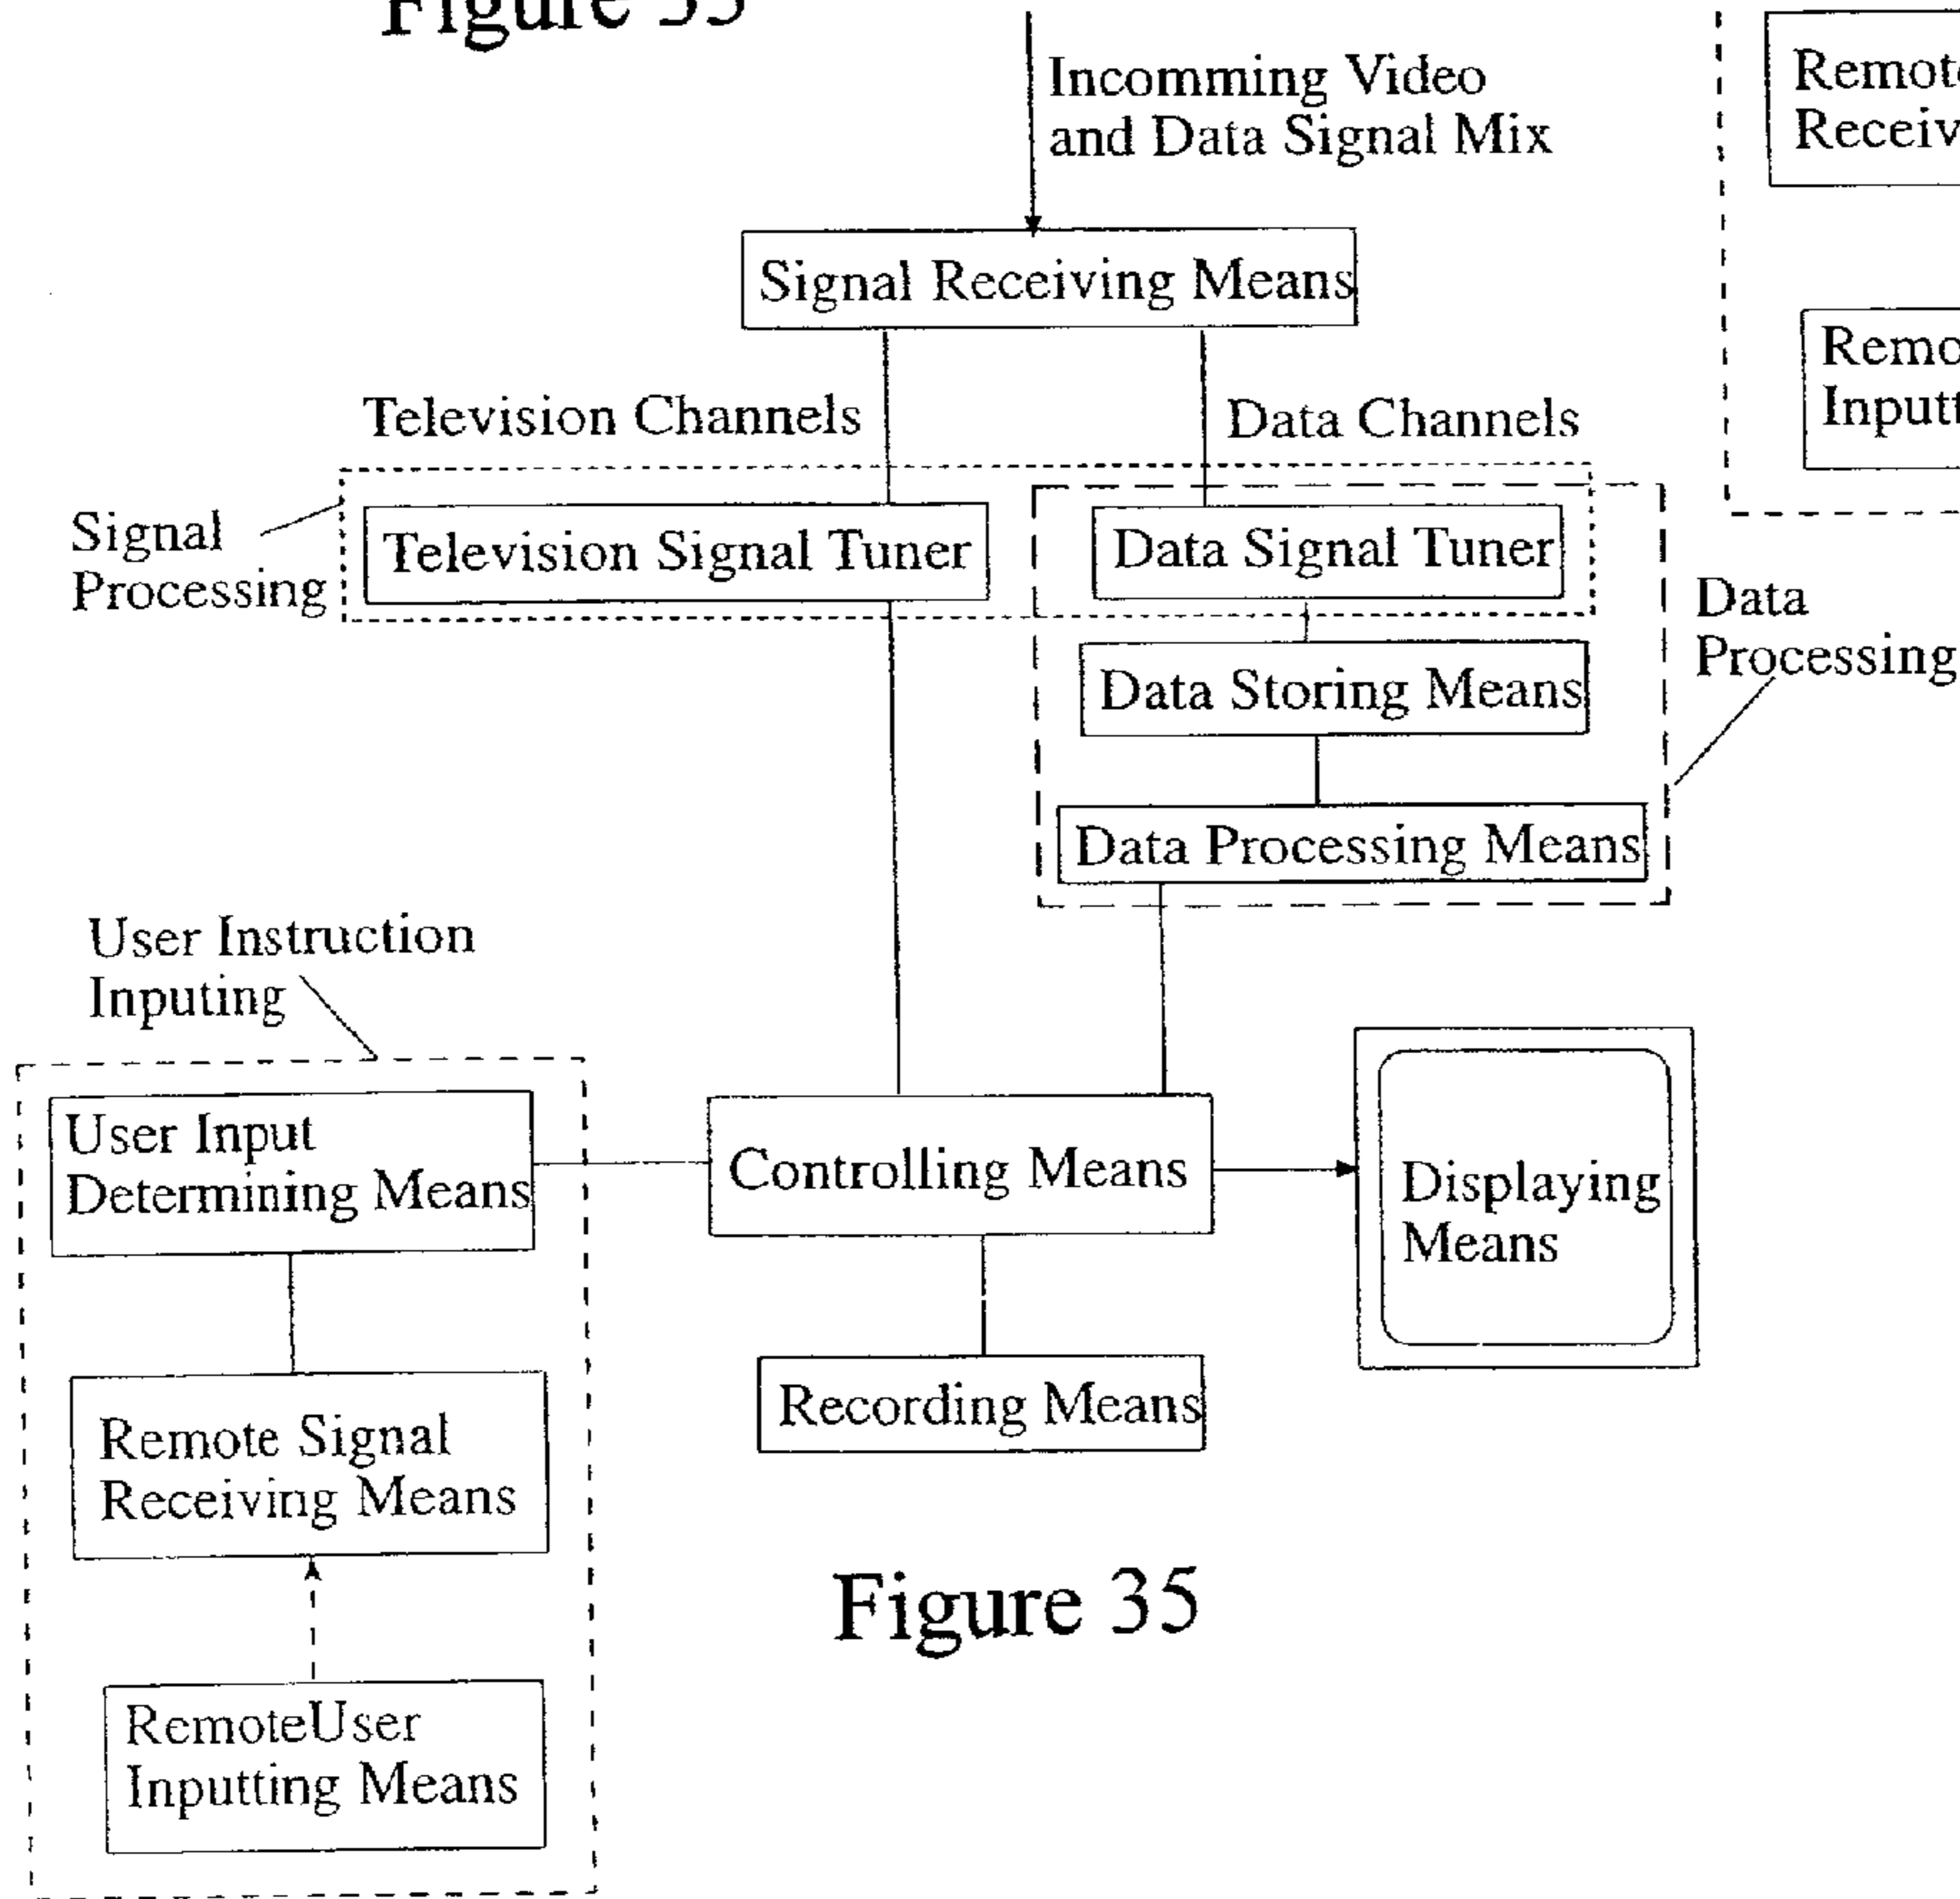 Figure 33
Incomming Video
and Data Signal Mix
Signal Receiving Means
Television Channels
Data Channels
Signal
Processing
Television Signal Tuner
Data Signal Tuner
Data
Processing
Data Storing Means
Data Processing Means
User Instruction
Inputing
User Input
Determining Means
Controlling Means
Displaying
Means
Remote Signal
Receiving Means
Recording Means
RemoteUser
Inputting Means
Figure 35